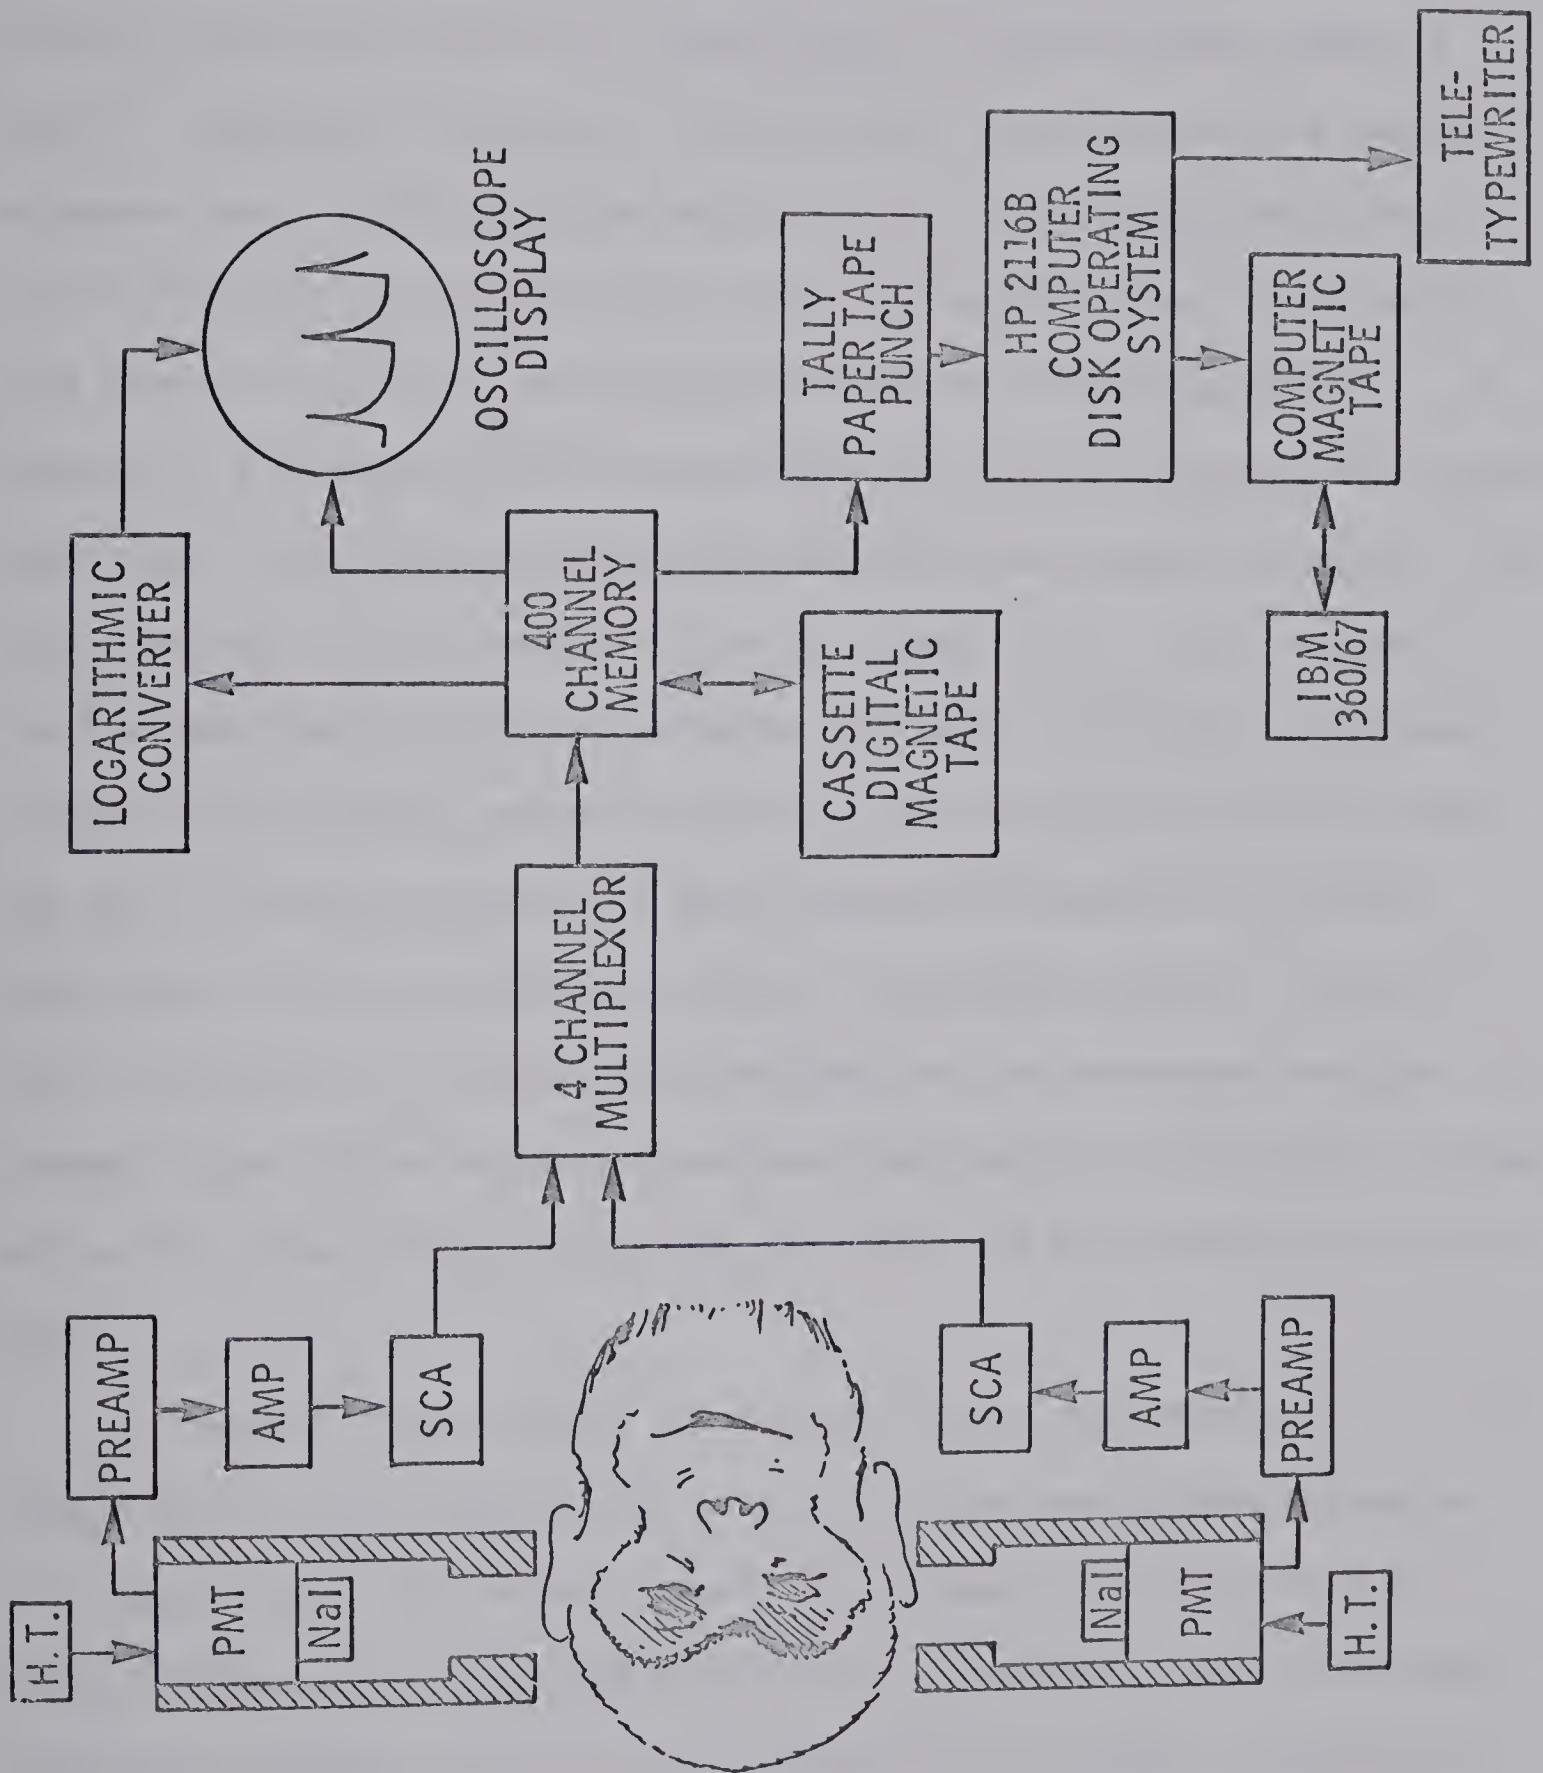 H.T.
PMT
NaI
PREAMP
AMP
SCA
NaI
PMT
H.T.
PREAMP
AMP
SCA
4 CHANNEL
MULTIPLEXOR
400
CHANNEL
MEMORY
LOGARITHMIC
CONVERTER
OSCILLOSCOPE
DISPLAY
CASSETTE
DIGITAL
MAGNETIC
TAPE
TALLY
PAPER TAPE
PUNCH
HP 2116B
COMPUTER
DISK OPERATING
SYSTEM
COMPUTER
MAGNETIC
TAPE
IBM
360/67
TELE-
TYPEWRITER